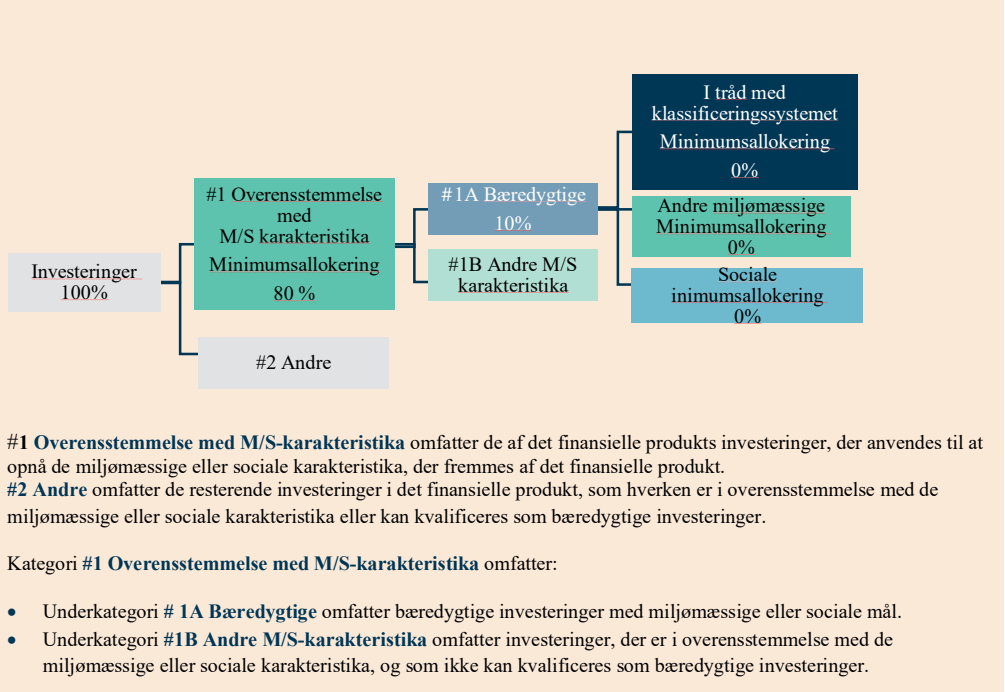 Investeringer
100%
#1 Overensstemmelse
med
M/S karakteristika
Minimumsallokering
80 %
#2 Andre
#1A Bæredygtige
10%
#1B Andre M/S
karakteristika
I tråd med
klassificeringssystemet
Minimumsallokering
0%
Andre miljømæssige
Minimumsallokering
0%
Sociale
inimumsallokering
0%
#1 Overensstemmelse med M/S-karakteristika omfatter de af det finansielle produkts investeringer, der anvendes til at
opnå de miljømæssige eller sociale karakteristika, der fremmes af det finansielle produkt.
#2 Andre omfatter de resterende investeringer i det finansielle produkt, som hverken er i overensstemmelse med de
miljømæssige eller sociale karakteristika eller kan kvalificeres som bæredygtige investeringer.
Kategori #1 Overensstemmelse med M/S-karakteristika omfatter:
• Underkategori # 1A Bæredygtige omfatter bæredygtige investeringer med miljømæssige eller sociale mål.
• Underkategori #1B Andre M/S-karakteristika omfatter investeringer, der er i overensstemmelse med de
miljømæssige eller sociale karakteristika, og som ikke kan kvalificeres som bæredygtige investeringer.